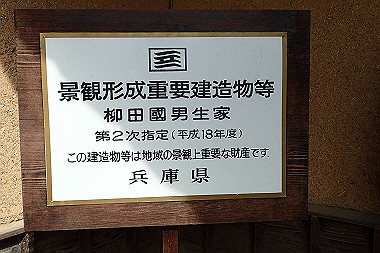 景観形成重要建造物等
柳田國男生家
第2次指定(平成18年度)
この建造物等は地域の景観上重要な財産です.
兵庫県